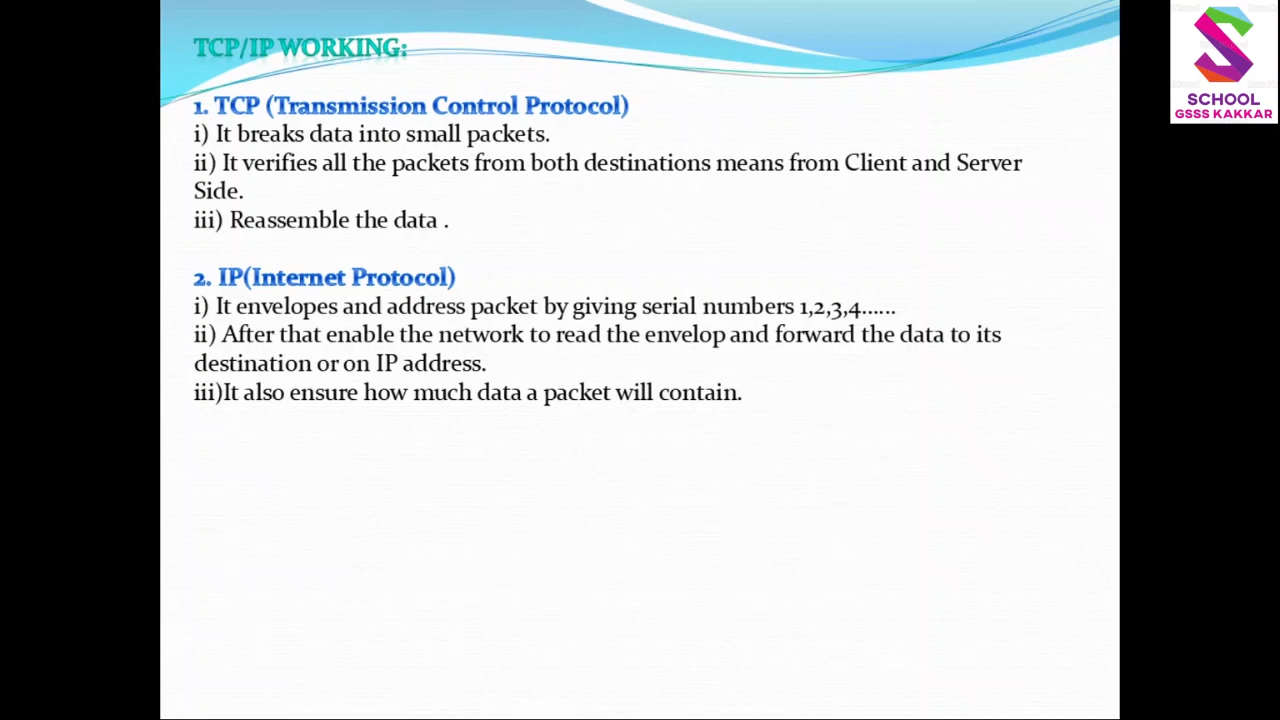 TCP/IP WORKING:
1. TCP (Transmission Control Protocol)
i) It breaks data into small packets.
ii) It verifies all the packets from both destinations means from Client and Server
Side.
iii) Reassemble the data .
2. IP(Internet Protocol)
i) It envelopes and address packet by giving serial numbers 1,2,3,4......
ii) After that enable the network to read the envelop and forward the data to its
destination or on IP address.
iii)It also ensure how much data a packet will contain.
SCHOOL
GSSS KAKKAR